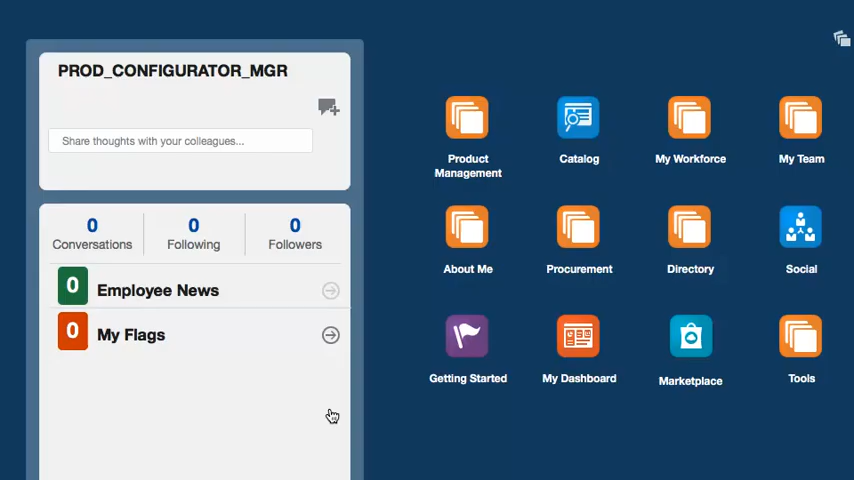 PROD_CONFIGURATOR_MGR
Share thoughts with your colleagues...
0 0 0
Conversations Following Followers
0 Employee News
0 My Flags
Product Management
Catalog
My Workforce
My Team
About Me
Procurement
Directory
Social
Getting Started
My Dashboard
Marketplace
Tools